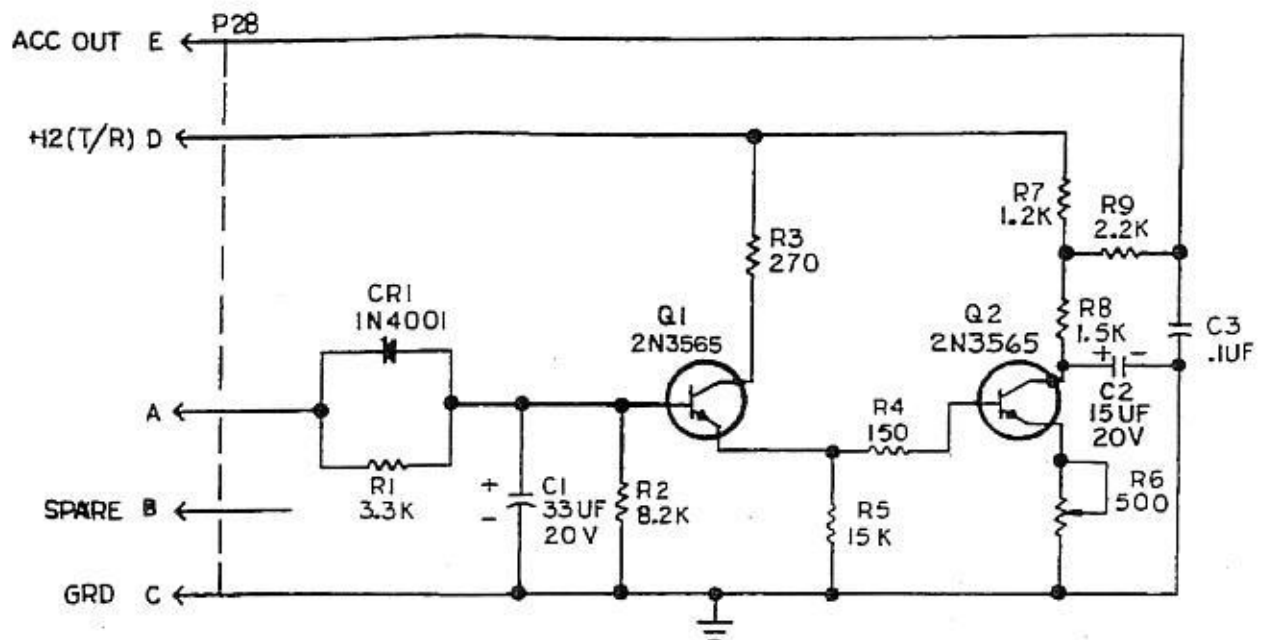 P28
ACC OUT E
+12(T/R) D
R7
1.2K
R9
2.2K
R3
270
CR1
1N4001
Q1
2N3565
Q2
2N3565
R8
1.5K
C3
.1UF
+ -
C2
15UF
20V
A
R4
150
R1
3.3K
+
-
C1
33UF
20V
R2
8.2K
R5
15K
R6
500
SPARE B
GRD C